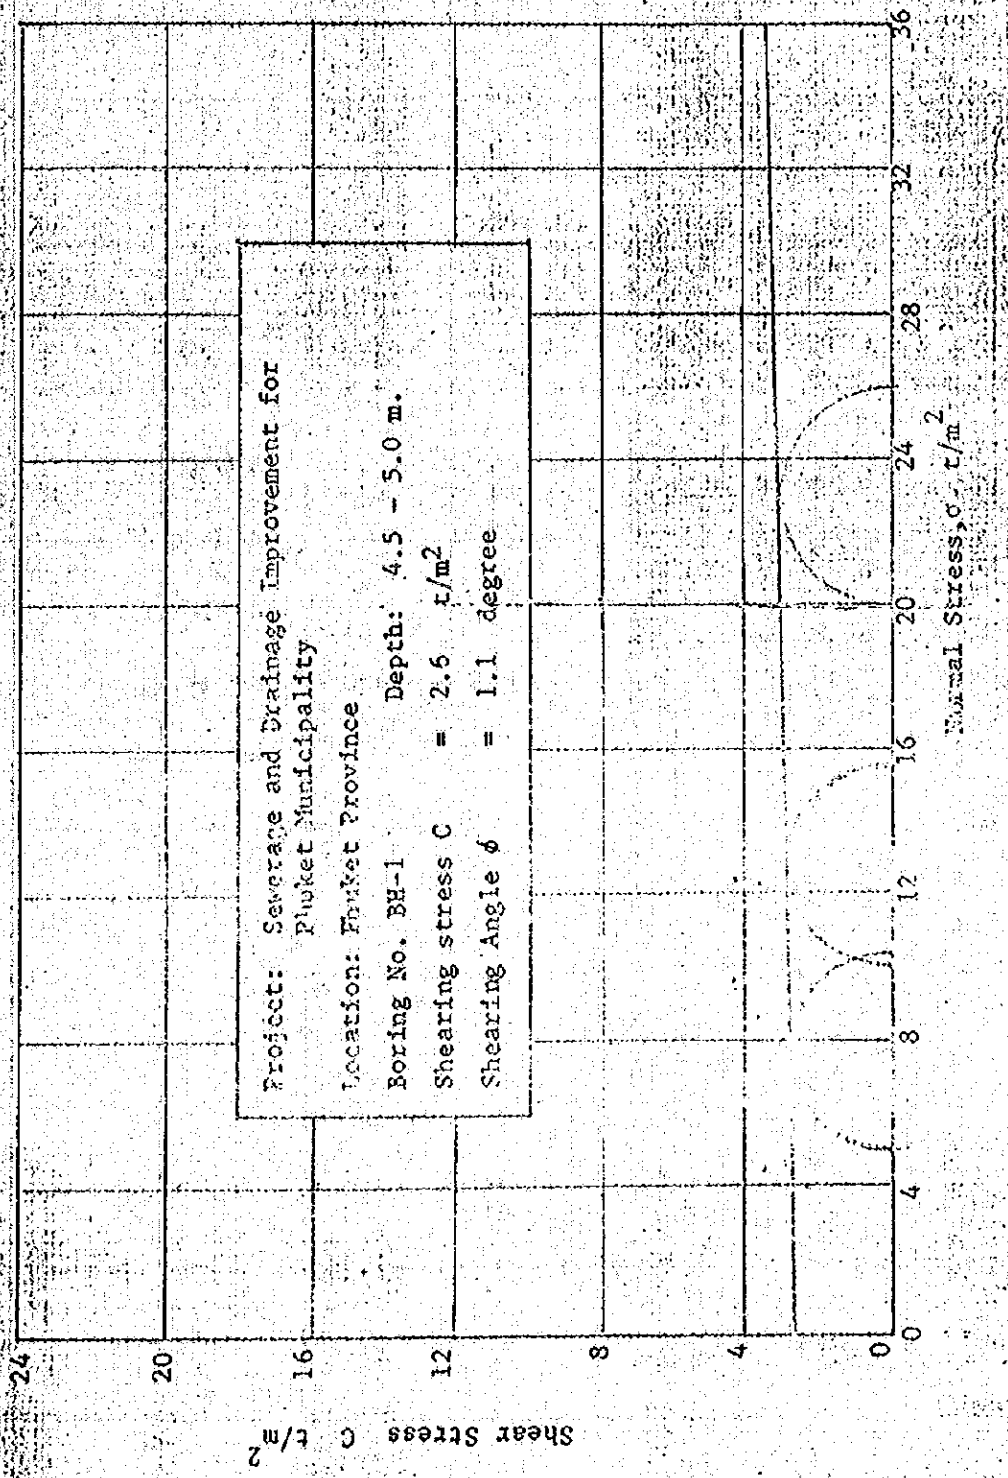 Project: Sewerage and Drainage Improvement for
Phuket Municipality
Location: Phuket Province
Boring No. BH-1 Depth: 4.5 - 5.0 m.
Shearing stress C = 2.6 t/m2
Shearing Angle ϕ = 1.1 degree
Shear Stress C t/m2
24
20
16
12
8
4
0
0
4
8
12
16
20
24
28
32
36
Normal Stress, σ, t/m2